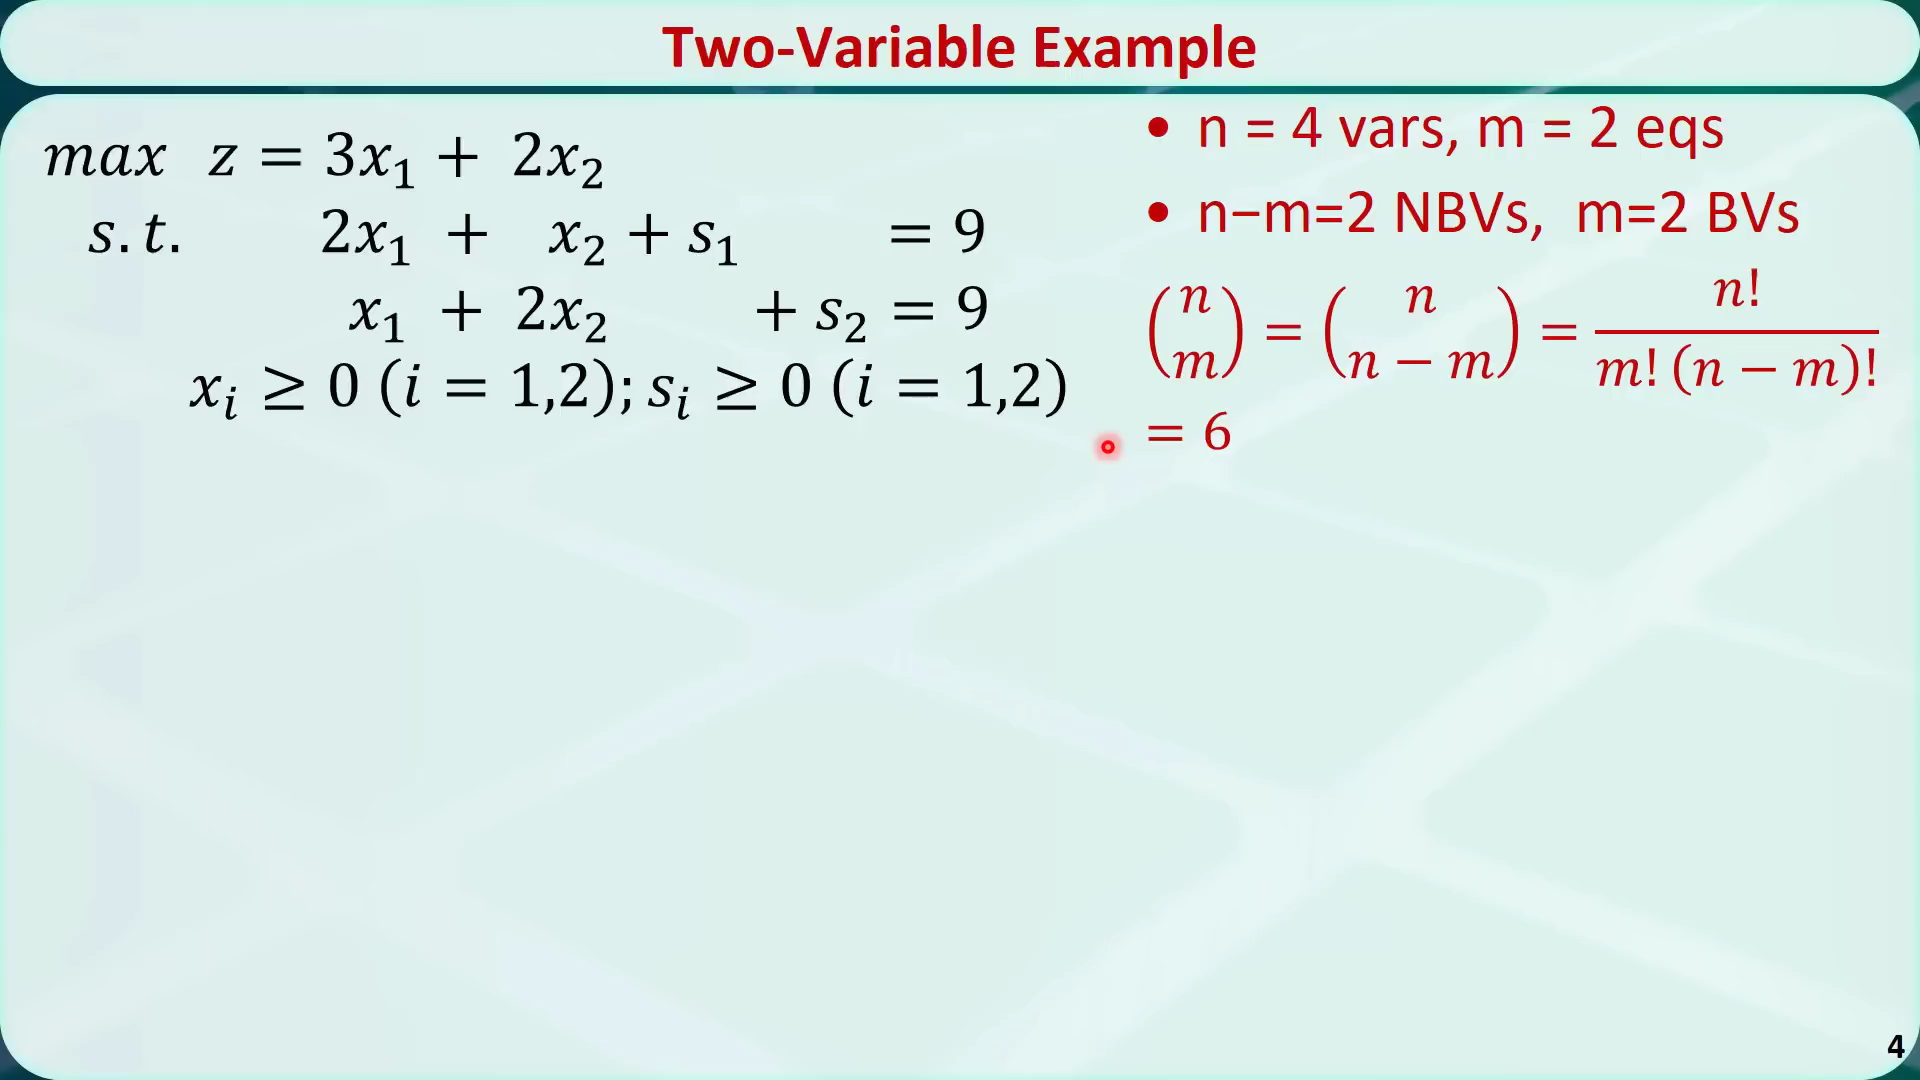 Two-Variable Example
max z = 3x₁ + 2x₂
s.t. 2x₁ + x₂ + s₁ = 9
x₁ + 2x₂ + s₂ = 9
xᵢ ≥ 0 (i = 1,2); sᵢ ≥ 0 (i = 1,2)
• n = 4 vars, m = 2 eqs
• n−m=2 NBVs, m=2 BVs
(n m) = (n n − m) = n! / m! (n − m)!
= 6
4